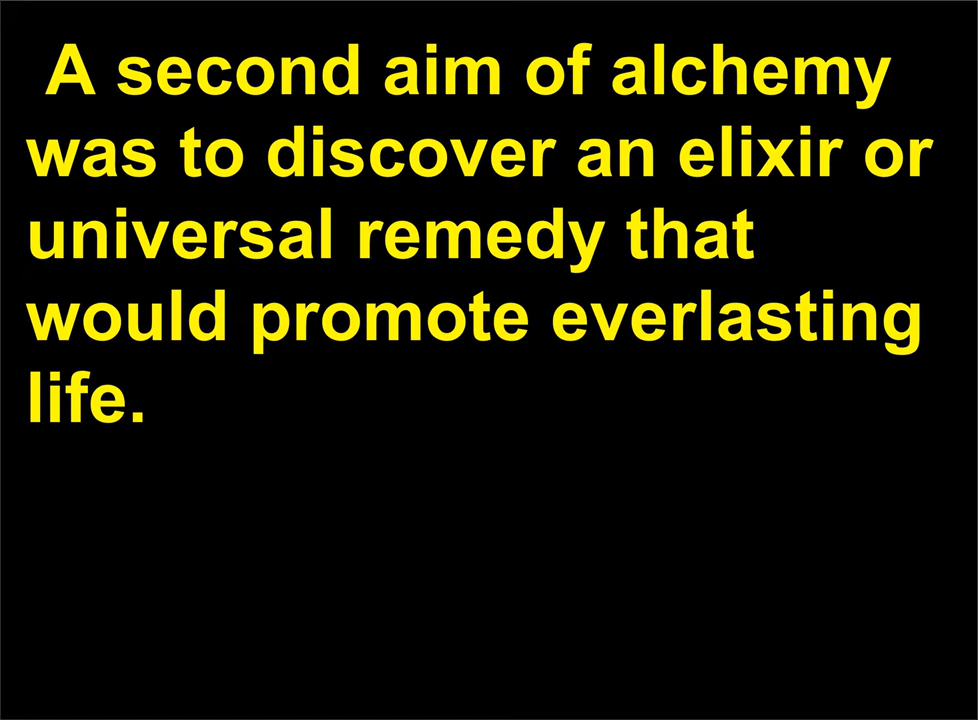 A second aim of alchemy
was to discover an elixir or
universal remedy that
would promote everlasting
life.